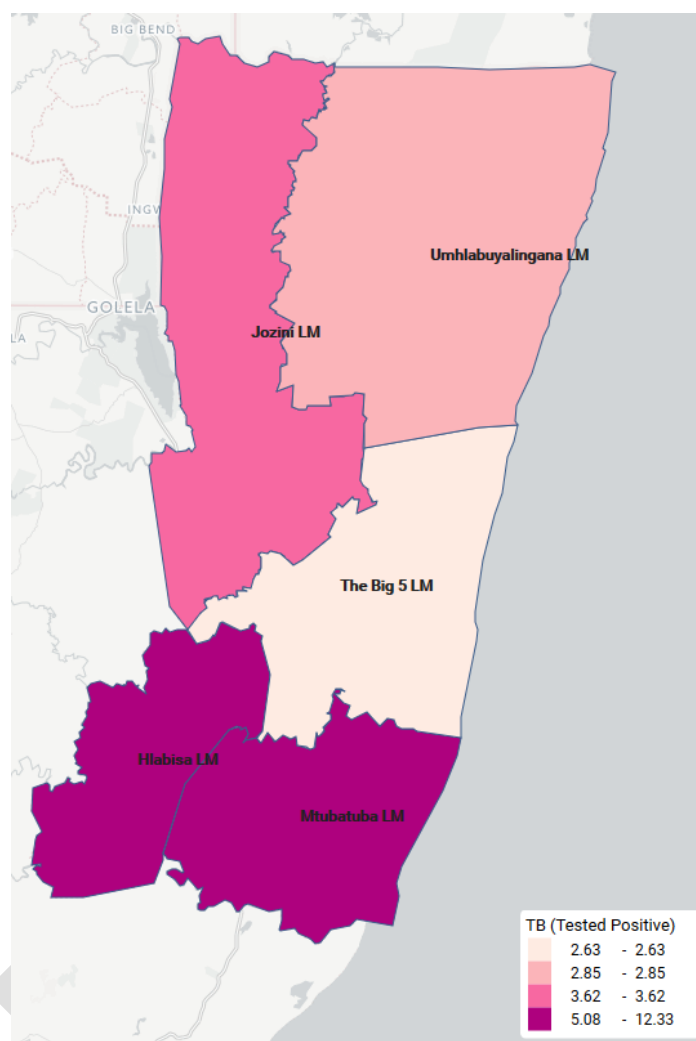 BIG BEND
INGW
GOLELA
LA
Umhlabuyalingana LM
Jozini LM
The Big 5 LM
Hlabisa LM
Mtubatuba LM
TB (Tested Positive)
2.63 - 2.63
2.85 - 2.85
3.62 - 3.62
5.08 - 12.33